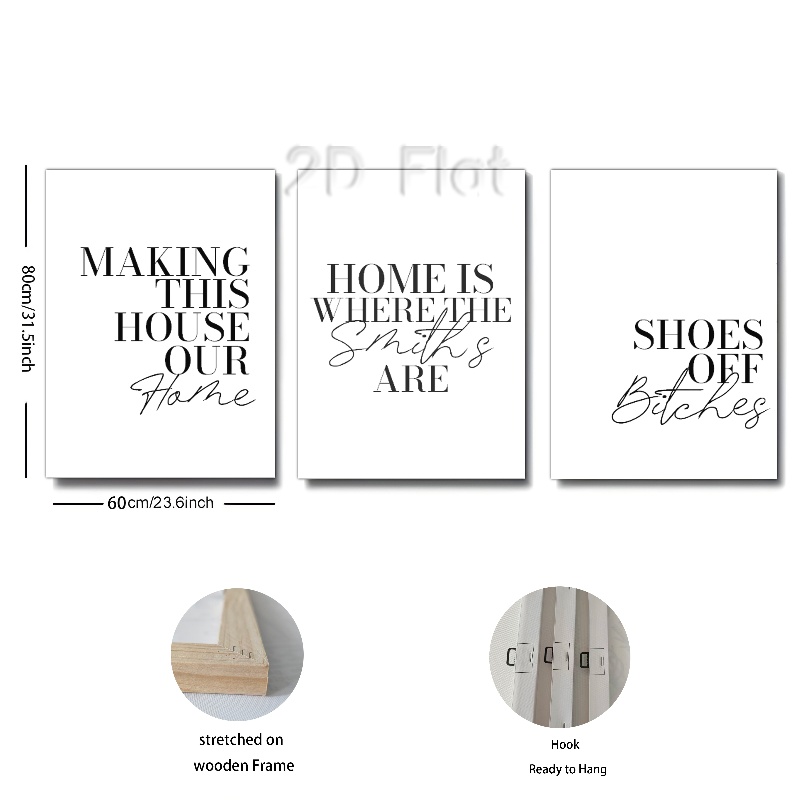 2D Flat
MAKING
THIS
HOUSE
OUR
Home
HOME IS
WHERE THE
Smith's
ARE
SHOES
OFF
Bitches
80cm/31.5inch
60cm/23.6inch
stretched on
wooden Frame
Hook
Ready to Hang